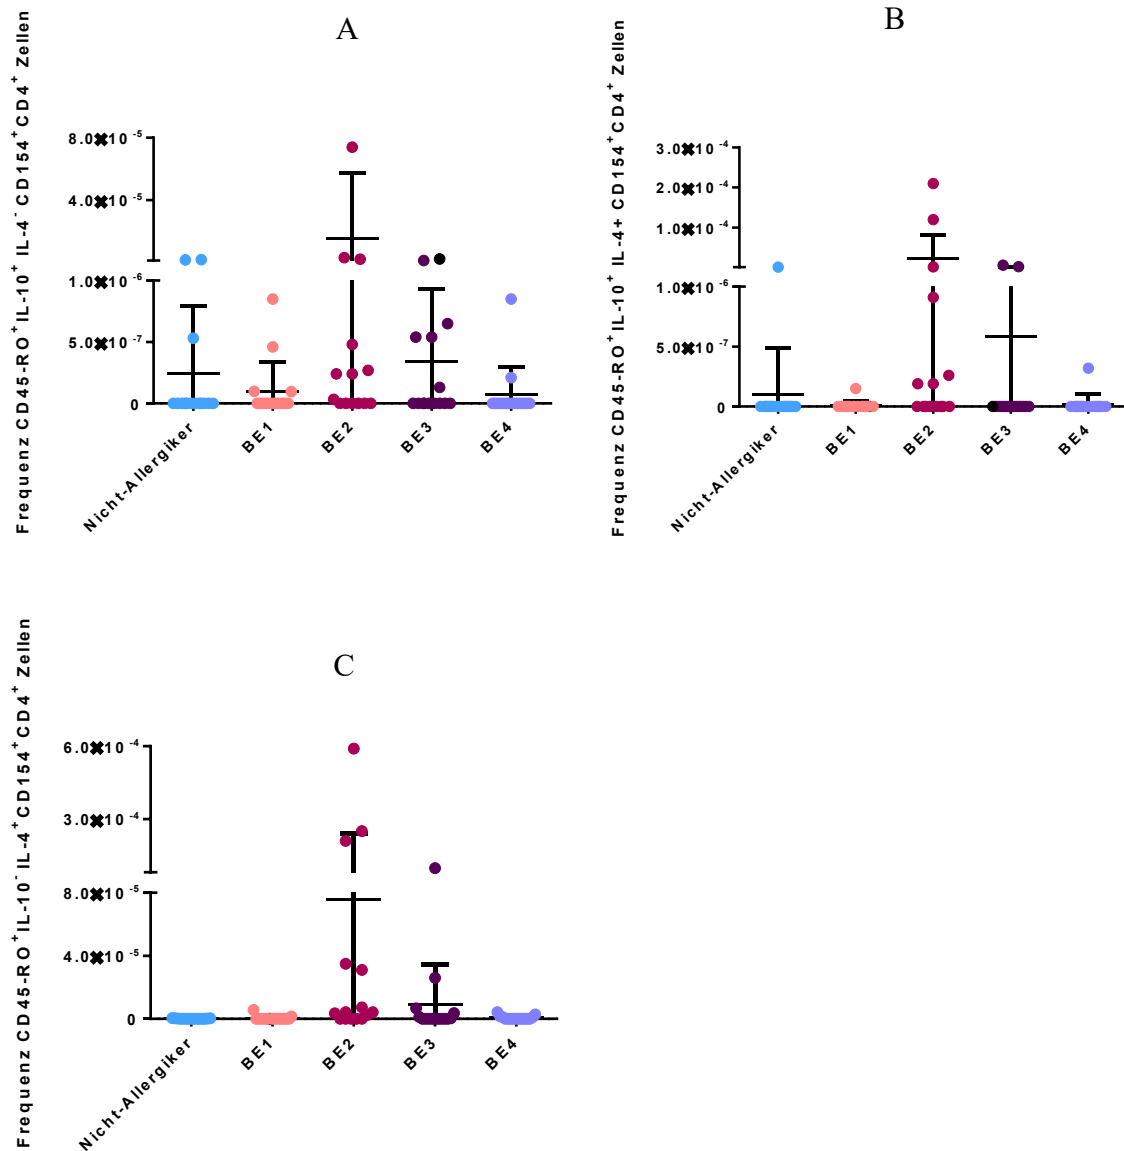 A
Frequenz CD45-RO⁺IL-10⁺ IL-4⁻ CD154⁺CD4⁺ Zellen
8.0✖10⁻⁵
4.0✖10⁻⁵
1.0✖10⁻⁶
5.0✖10⁻⁷
0
Nicht-Allergiker
BE1
BE2
BE3
BE4
B
Frequenz CD45-RO⁺IL-10⁺ IL-4+ CD154⁺CD4⁺ Zellen
3.0✖10⁻⁴
2.0✖10⁻⁴
1.0✖10⁻⁴
1.0✖10⁻⁶
5.0✖10⁻⁷
0
Nicht-Allergiker
BE1
BE2
BE3
BE4
C
Frequenz CD45-RO⁺IL-10⁻ IL-4⁺CD154⁺CD4⁺ Zellen
6.0✖10⁻⁴
3.0✖10⁻⁴
8.0✖10⁻⁵
4.0✖10⁻⁵
0
Nicht-Allergiker
BE1
BE2
BE3
BE4